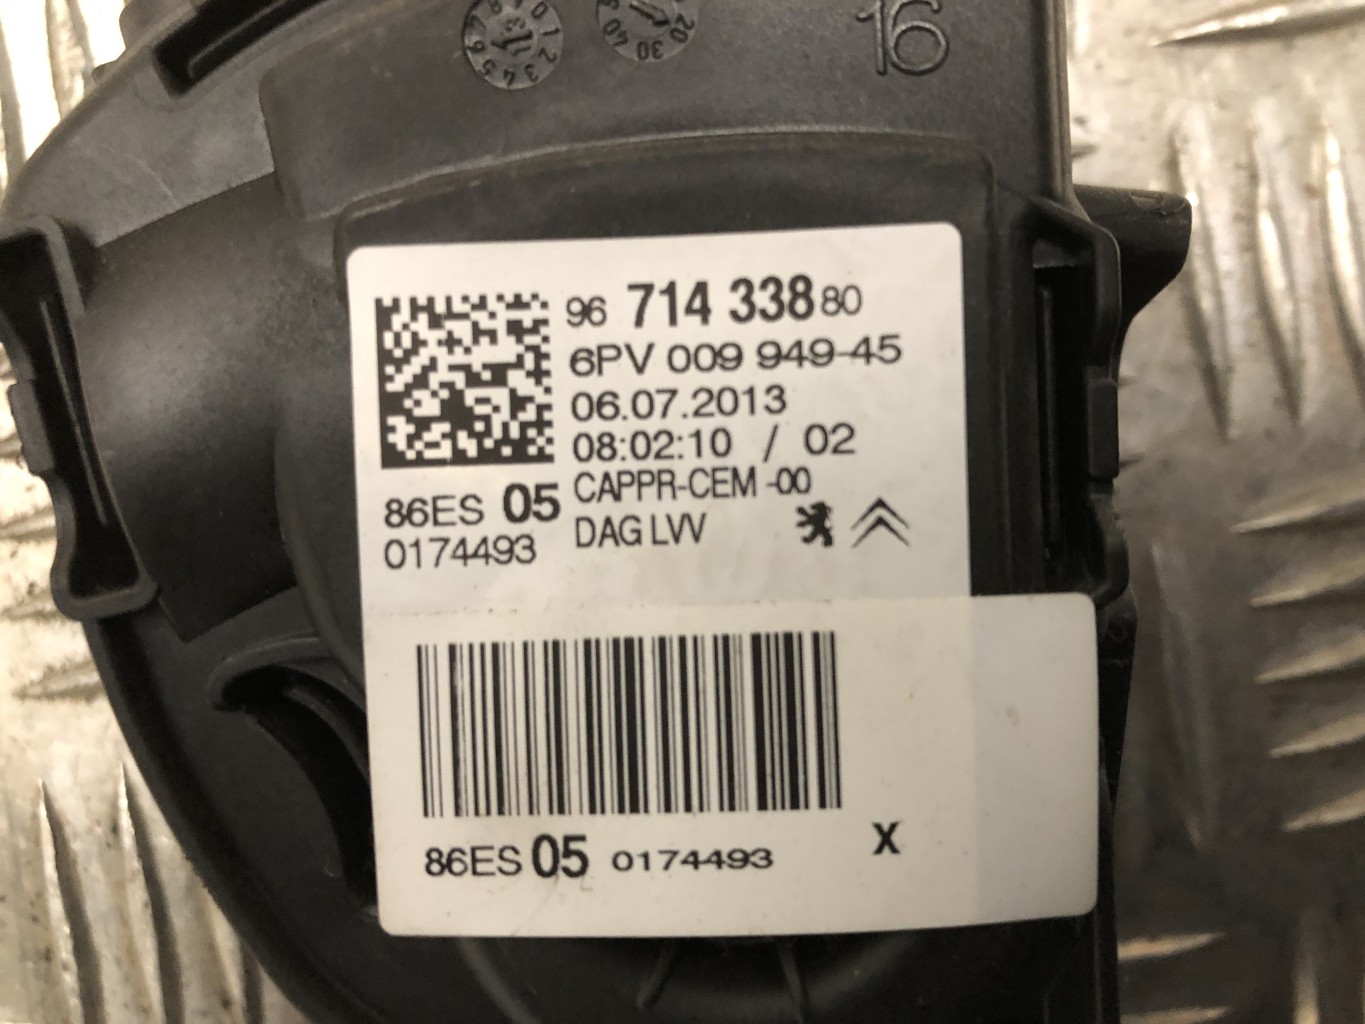 16
96 714 338 80
6PV 009 949-45
06.07.2013
08:02:10 / 02
CAPPR-CEM -00
DAG LVV
86ES 05
0174493
86ES 05 0174493
X